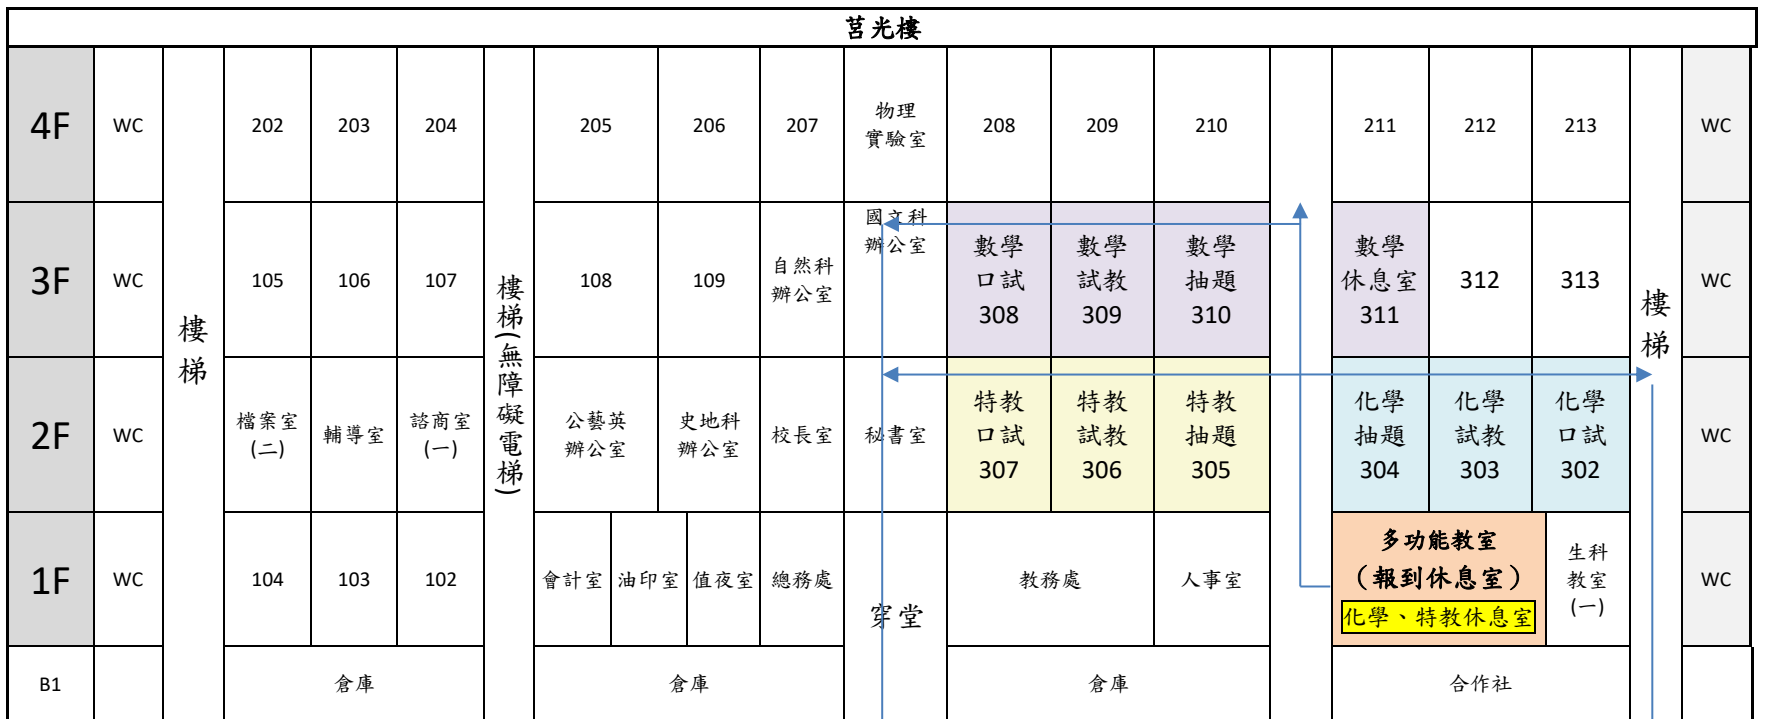 莒光樓
4F
WC
202
203
204
205
206
207
物理
實驗室
208
209
210
211
212
213
WC
3F
WC
105
106
107
108
109
自然科
辦公室
國文科
辦公室
數學
口試
308
數學
試教
309
數學
抽題
310
數學
休息室
311
312
313
WC
樓梯
樓梯(無障礙電梯)
樓梯
2F
WC
檔案室
(二)
輔導室
諮商室
(一)
公藝英
辦公室
史地科
辦公室
校長室
秘書室
特教
口試
307
特教
試教
306
特教
抽題
305
化學
抽題
304
化學
試教
303
化學
口試
302
WC
1F
WC
104
103
102
會計室
油印室
值夜室
總務處
穿堂
教務處
人事室
多功能教室
（報到休息室）
化學、特教休息室
生科
教室
(一)
WC
B1
倉庫
倉庫
倉庫
合作社